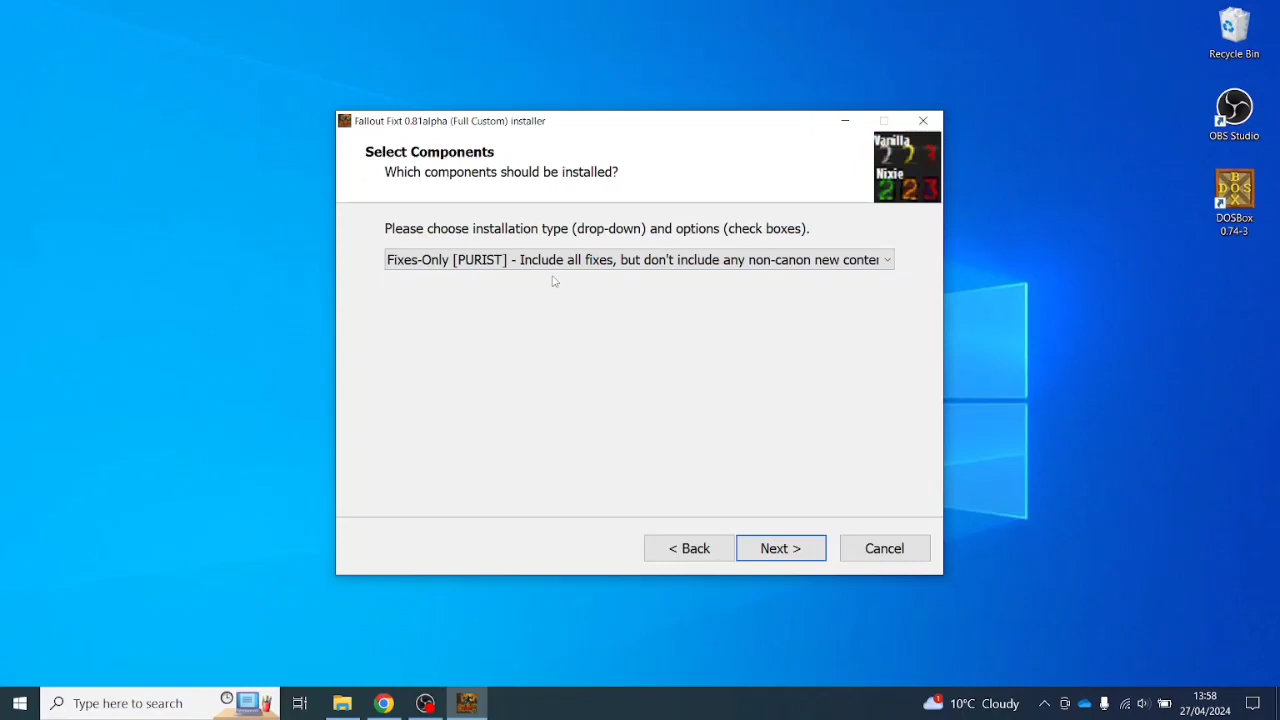 Recycle Bin
OBS Studio
DOSBox
0.74-3
Fallout Fixt 0.81alpha (Full Custom) installer
Select Components
Which components should be installed?
Vanilla
Nixie
Please choose installation type (drop-down) and options (check boxes).
Fixes-Only [PURIST] - Include all fixes, but don't include any non-canon new conter
< Back
Next >
Cancel
Type here to search
10°C Cloudy
13:58
27/04/2024